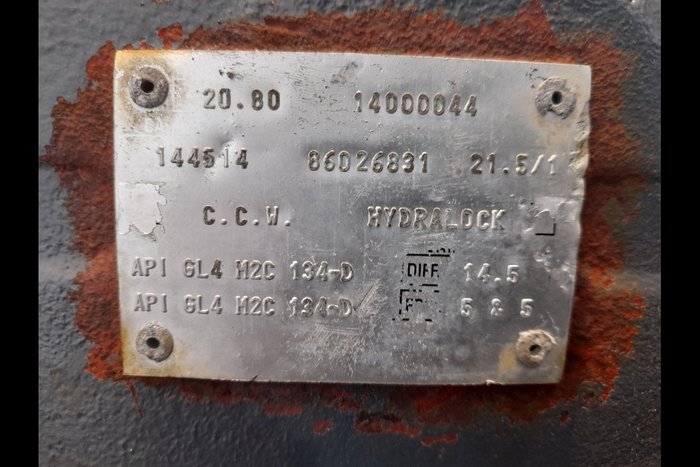 20.80 14000044
144514 86026831 21.5/1
C.C.W. HYDRALOCK
API GL4 M2C 134-D DIFF 14.5
API GL4 M2C 134-D 5 & 5